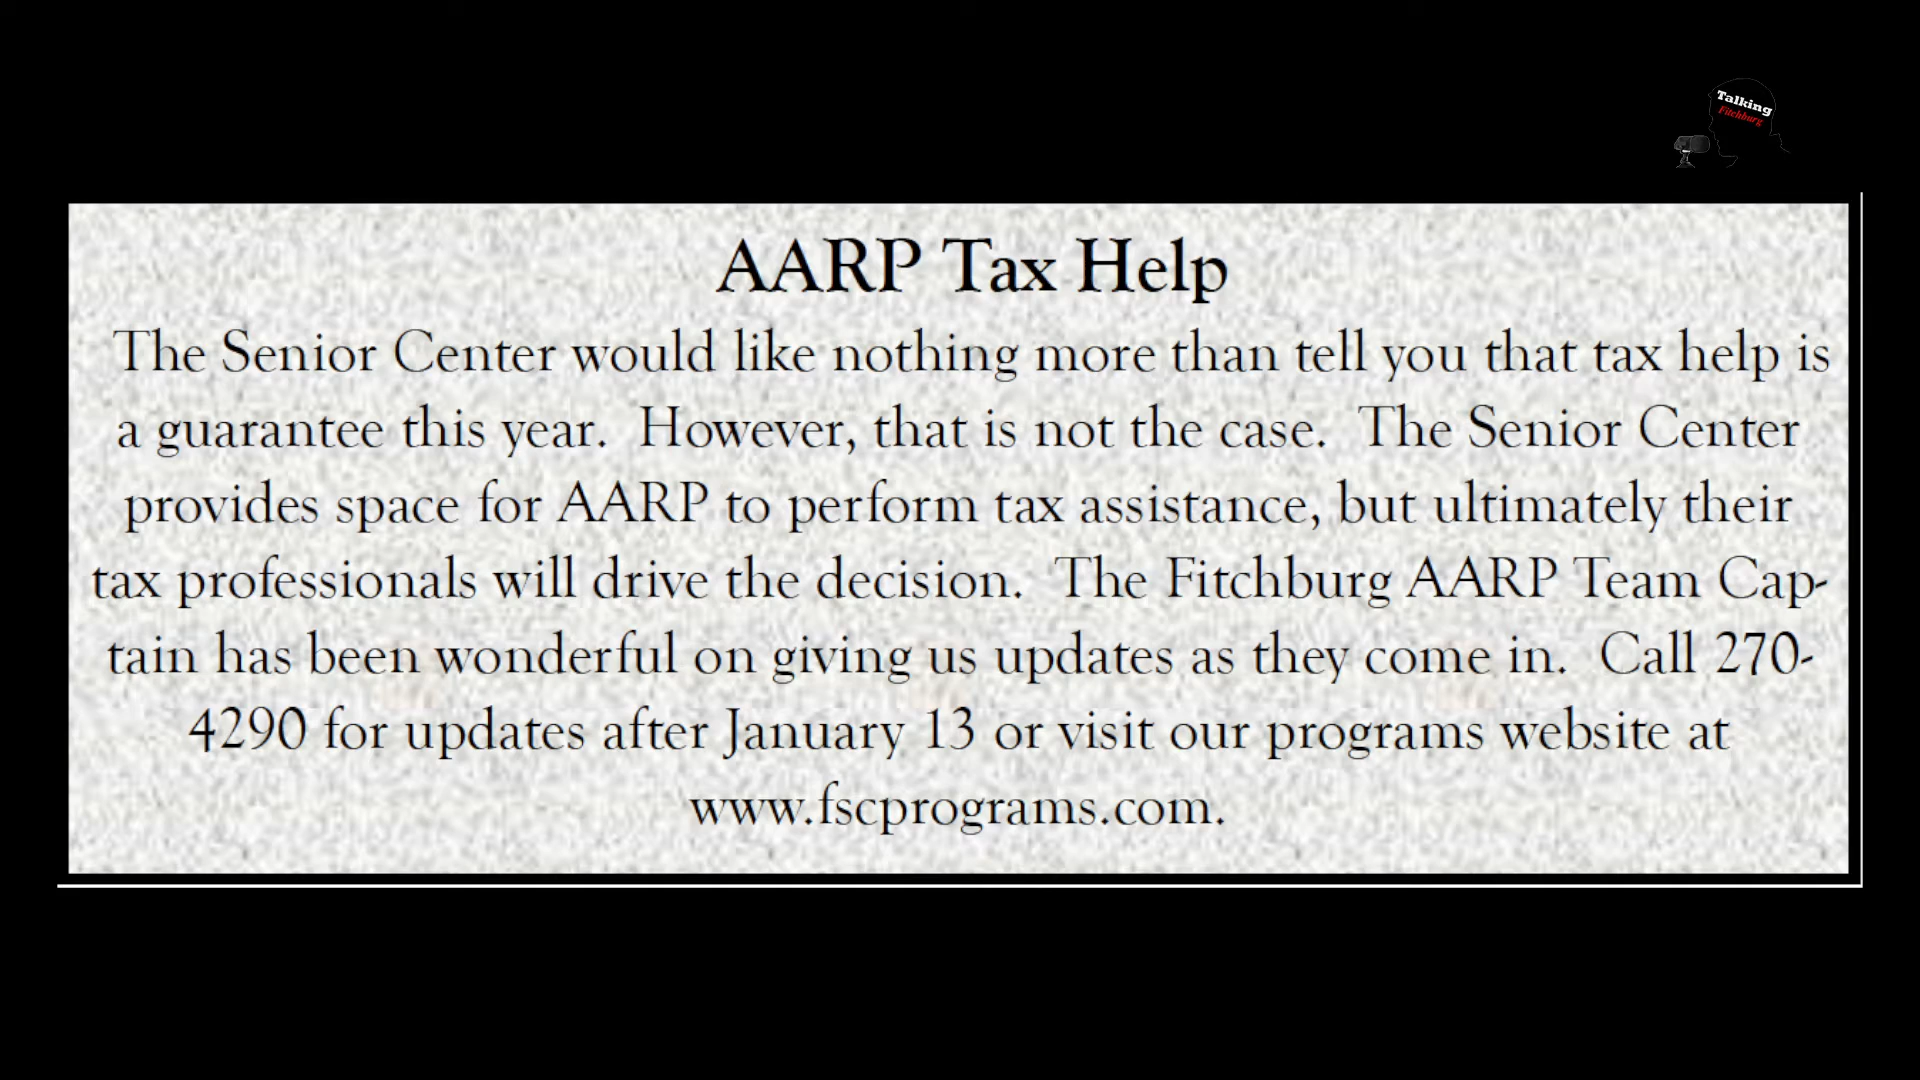 Talking
Fitchburg
AARP Tax Help
The Senior Center would like nothing more than tell you that tax help is
a guarantee this year.  However, that is not the case.  The Senior Center
provides space for AARP to perform tax assistance, but ultimately their
tax professionals will drive the decision.  The Fitchburg AARP Team Cap-
tain has been wonderful on giving us updates as they come in.  Call 270-
4290 for updates after January 13 or visit our programs website at
www.fscprograms.com.